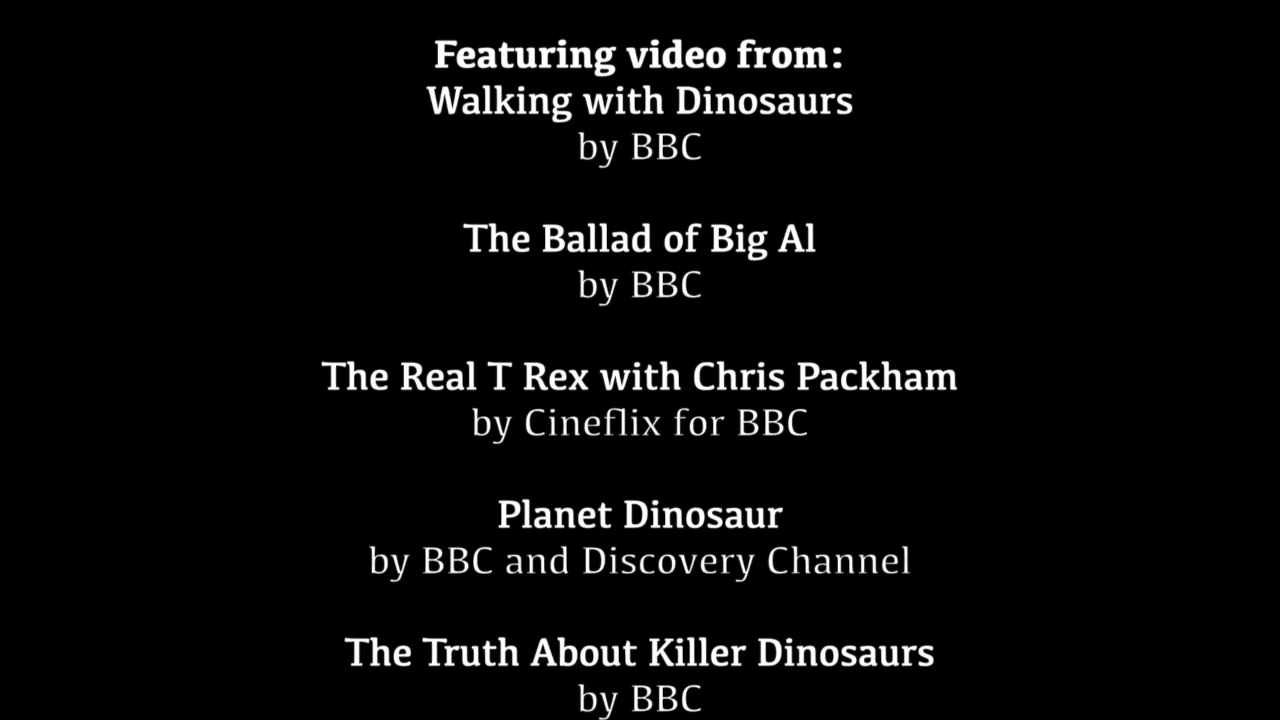 Featuring video from:
Walking with Dinosaurs
by BBC
The Ballad of Big Al
by BBC
The Real T Rex with Chris Packham
by Cineflix for BBC
Planet Dinosaur
by BBC and Discovery Channel
The Truth About Killer Dinosaurs
by BBC